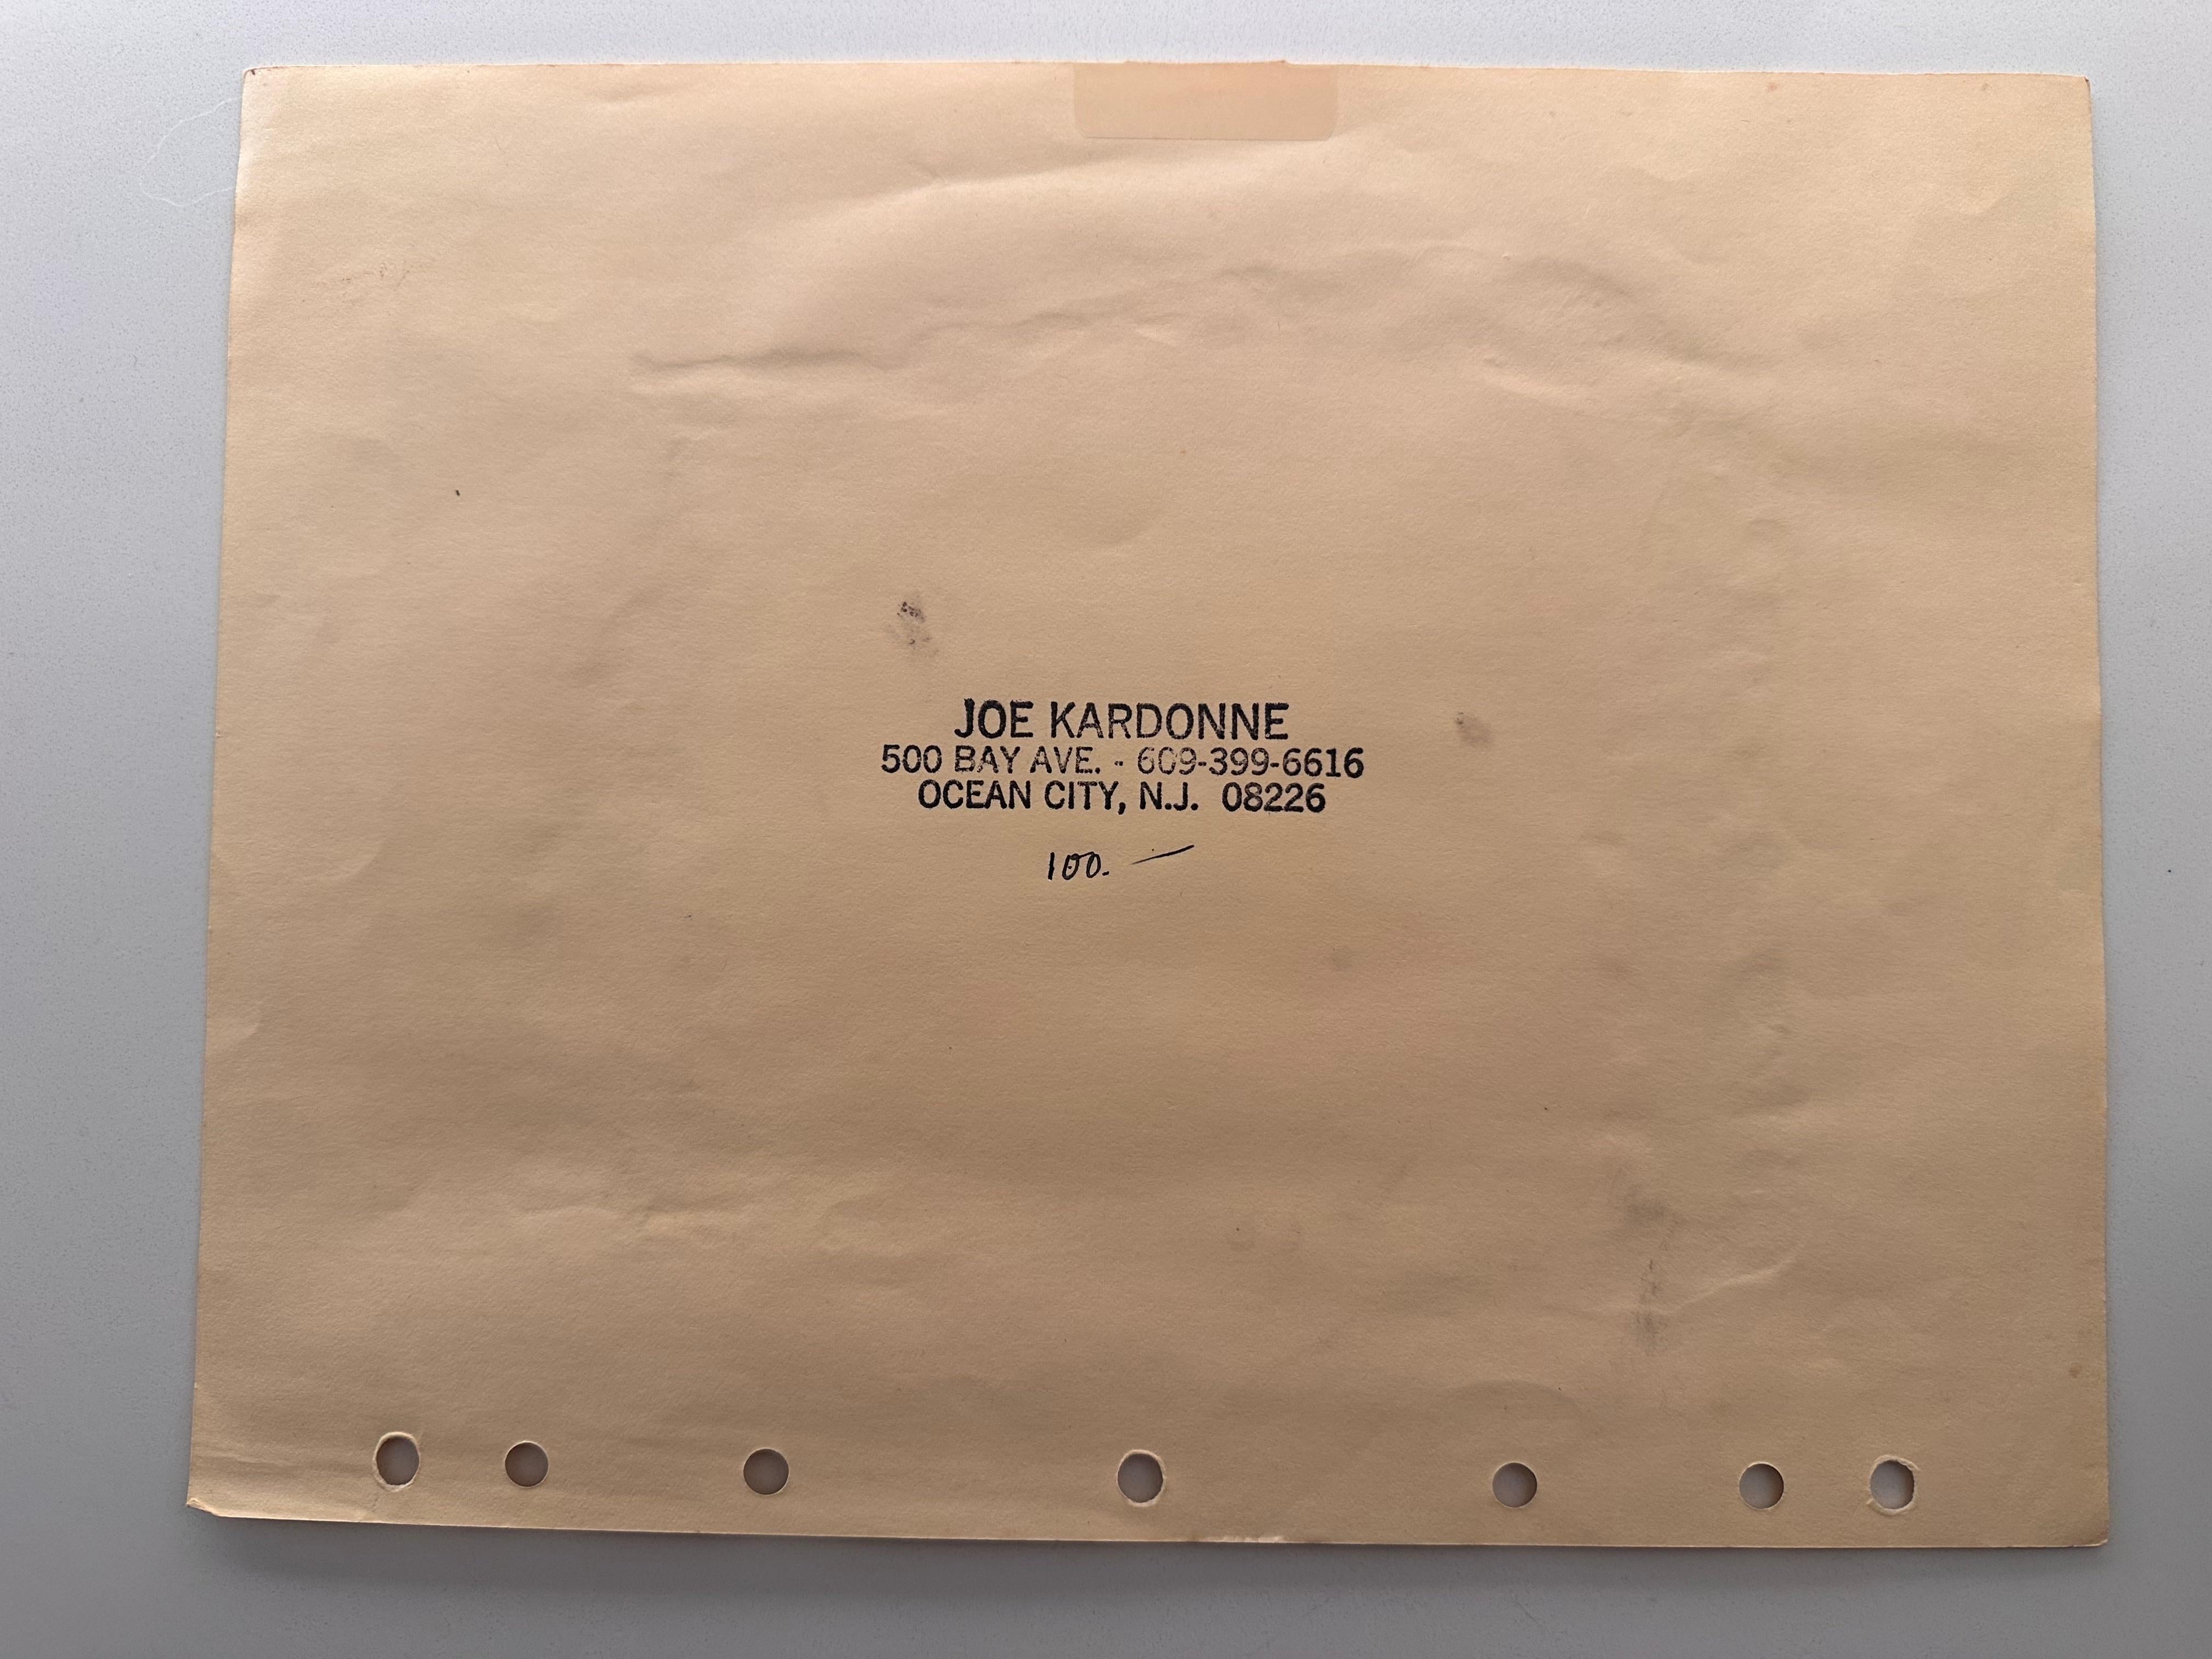 JOE KARDONNE
500 BAY AVE. - 609-399-6616
OCEAN CITY, N.J. 08226
100. —